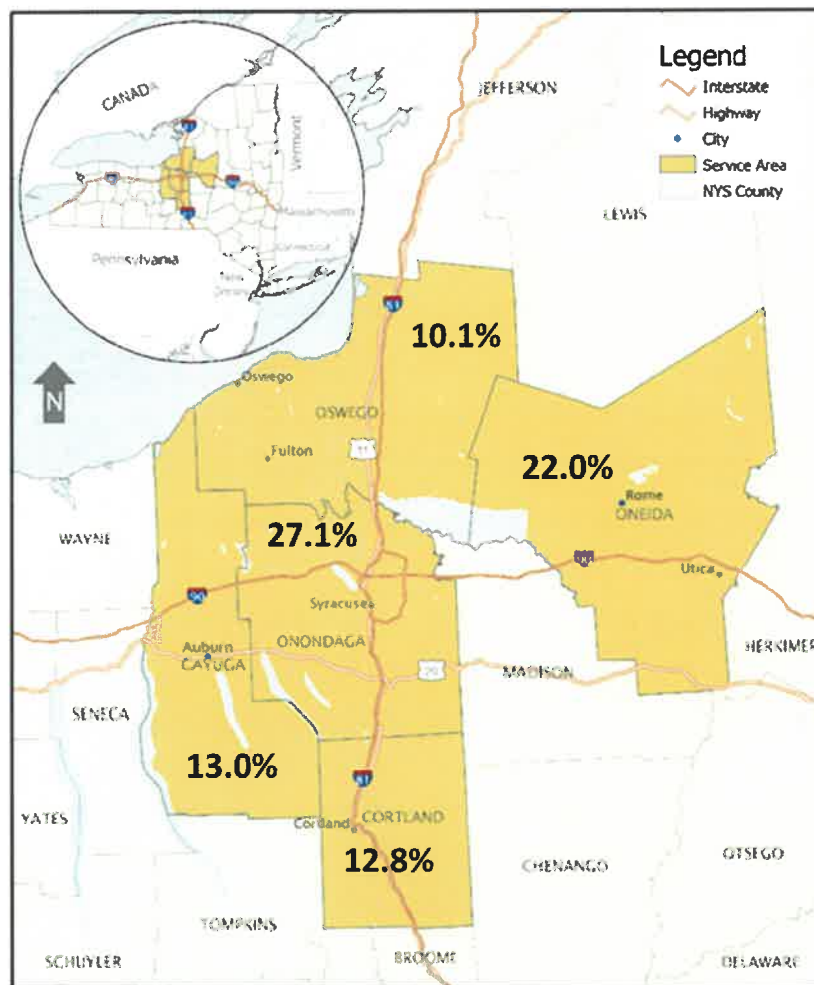 Legend
Interstate
Highway
City
Service Area
NYS County
CANADA
Vermont
Massachusetts
Pennsylvania
JEFFERSON
LEWIS
81
10.1%
Oswego
OSWEGO
11
Fulton
22.0%
Rome
ONEIDA
N
WAYNE
27.1%
90
Utica
90
Syracuse
Auburn
CAYUGA
ONONDAGA
20
MADISON
HERKIMER
SENECA
13.0%
81
YATES
Cortland
CORTLAND
12.8%
CHENANGO
OTSEGO
TOMPKINS
SCHUYLER
BROOME
DELAWARE